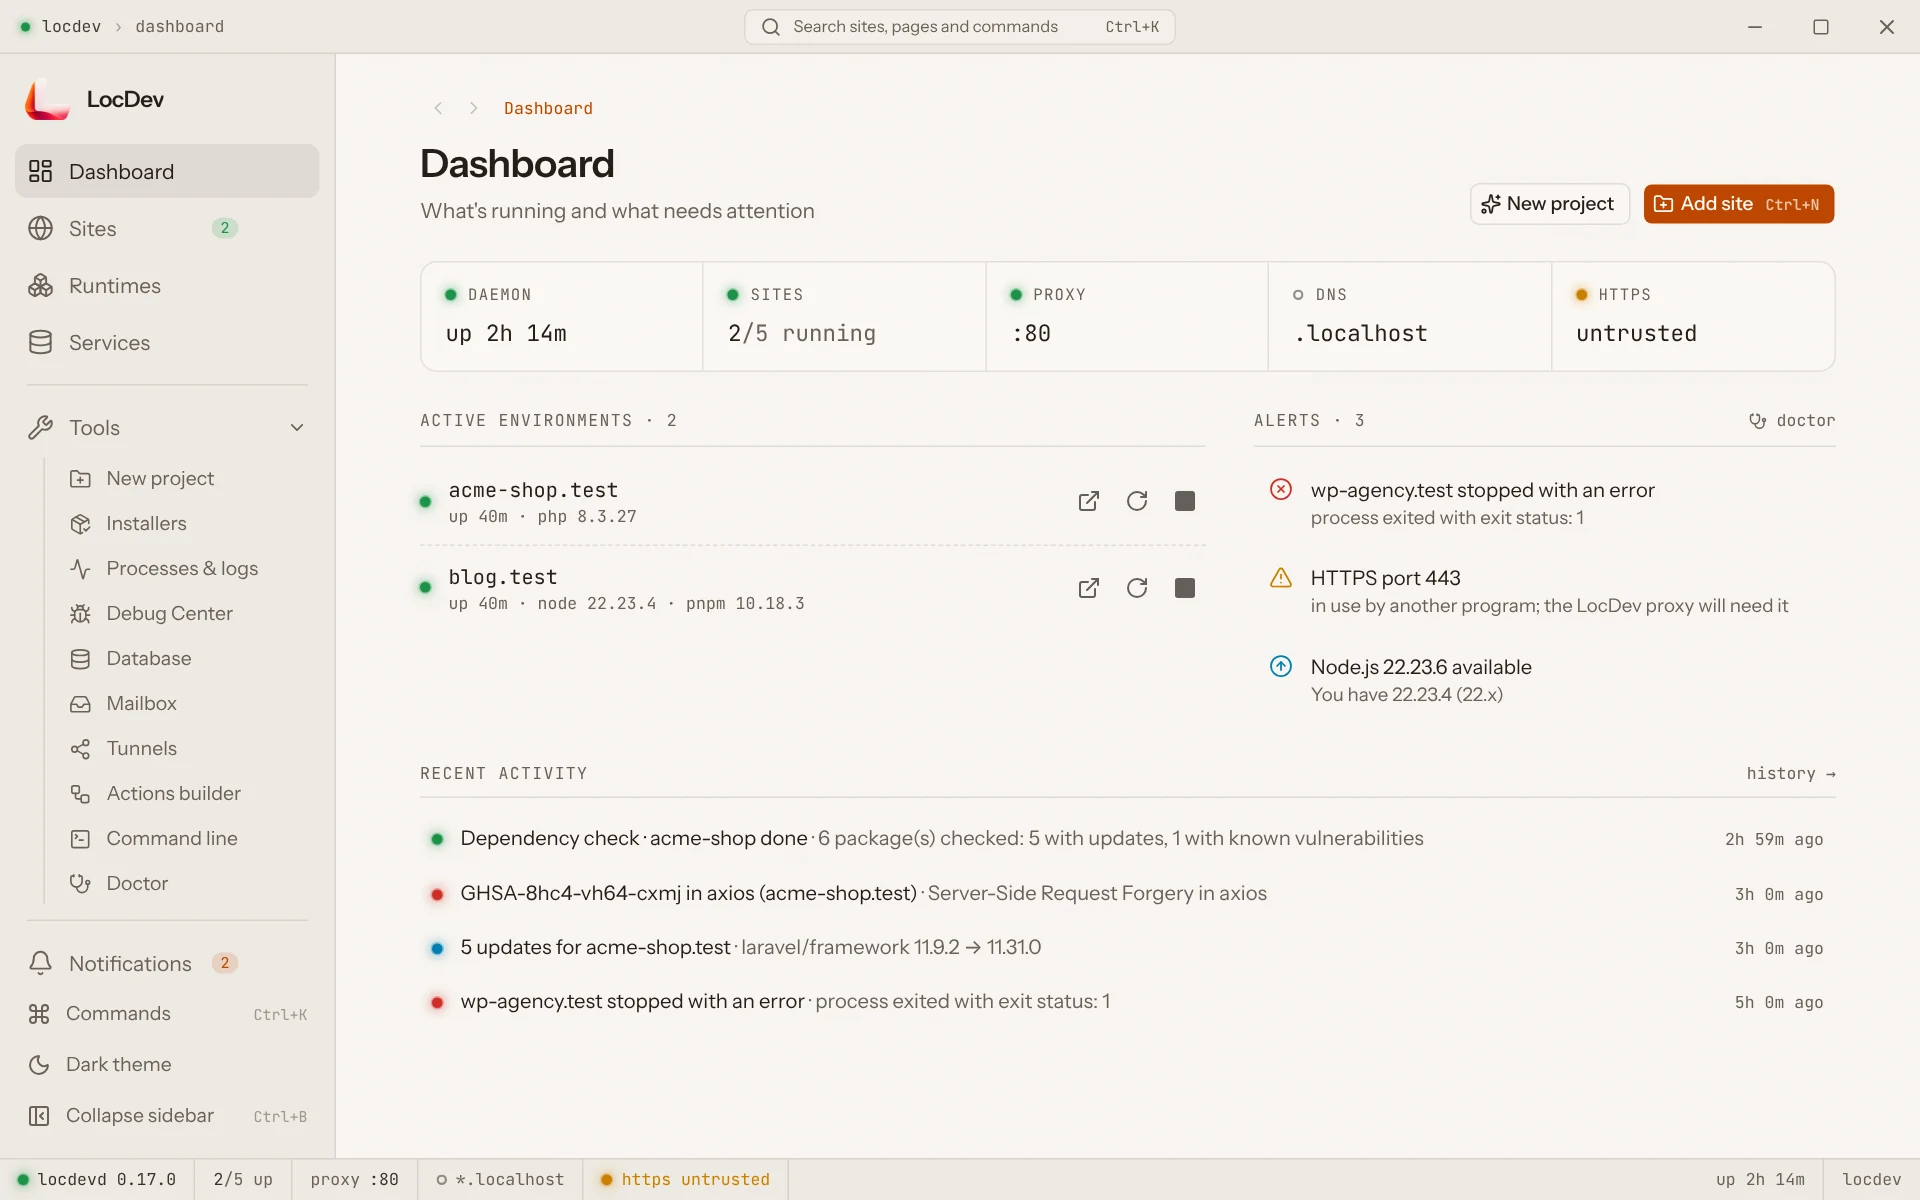 locdev › dashboard
Search sites, pages and commands Ctrl+K
LocDev
Dashboard
Sites 2
Runtimes
Services
Tools
New project
Installers
Processes & logs
Debug Center
Database
Mailbox
Tunnels
Actions builder
Command line
Doctor
Notifications 2
Commands Ctrl+K
Dark theme
Collapse sidebar Ctrl+B
Dashboard
Dashboard
What's running and what needs attention
New project
Add site Ctrl+N
DAEMON
up 2h 14m
SITES
2/5 running
PROXY
:80
DNS
.localhost
HTTPS
untrusted
ACTIVE ENVIRONMENTS · 2
acme-shop.test
up 40m · php 8.3.27
blog.test
up 40m · node 22.23.4 · pnpm 10.18.3
ALERTS · 3
doctor
wp-agency.test stopped with an error
process exited with exit status: 1
HTTPS port 443
in use by another program; the LocDev proxy will need it
Node.js 22.23.6 available
You have 22.23.4 (22.x)
RECENT ACTIVITY
history →
Dependency check · acme-shop done · 6 package(s) checked: 5 with updates, 1 with known vulnerabilities 2h 59m ago
GHSA-8hc4-vh64-cxmj in axios (acme-shop.test) · Server-Side Request Forgery in axios 3h 0m ago
5 updates for acme-shop.test · laravel/framework 11.9.2 → 11.31.0 3h 0m ago
wp-agency.test stopped with an error · process exited with exit status: 1 5h 0m ago
locdevd 0.17.0
2/5 up
proxy :80
*.localhost
https untrusted
up 2h 14m
locdev